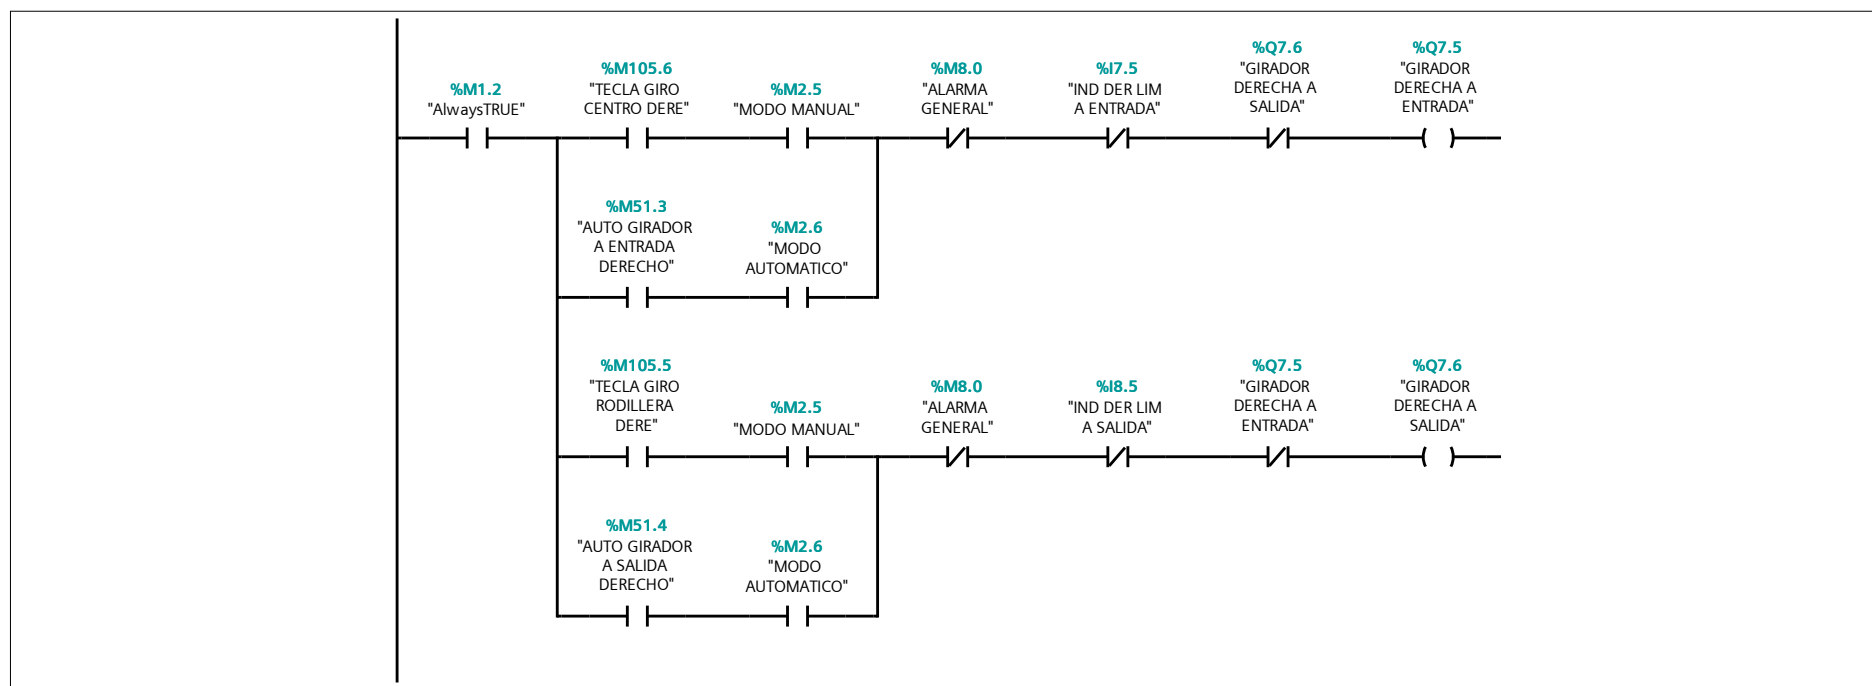 %M1.2
"AlwaysTRUE"
%M105.6
"TECLA GIRO
CENTRO DERE"
%M2.5
"MODO MANUAL"
%M8.0
"ALARMA
GENERAL"
%I7.5
"IND DER LIM
A ENTRADA"
%Q7.6
"GIRADOR
DERECHA A
SALIDA"
%Q7.5
"GIRADOR
DERECHA A
ENTRADA"
%M51.3
"AUTO GIRADOR
A ENTRADA
DERECHO"
%M2.6
"MODO
AUTOMATICO"
%M105.5
"TECLA GIRO
RODILLERA
DERE"
%M2.5
"MODO MANUAL"
%M8.0
"ALARMA
GENERAL"
%I8.5
"IND DER LIM
A SALIDA"
%Q7.5
"GIRADOR
DERECHA A
ENTRADA"
%Q7.6
"GIRADOR
DERECHA A
SALIDA"
%M51.4
"AUTO GIRADOR
A SALIDA
DERECHO"
%M2.6
"MODO
AUTOMATICO"